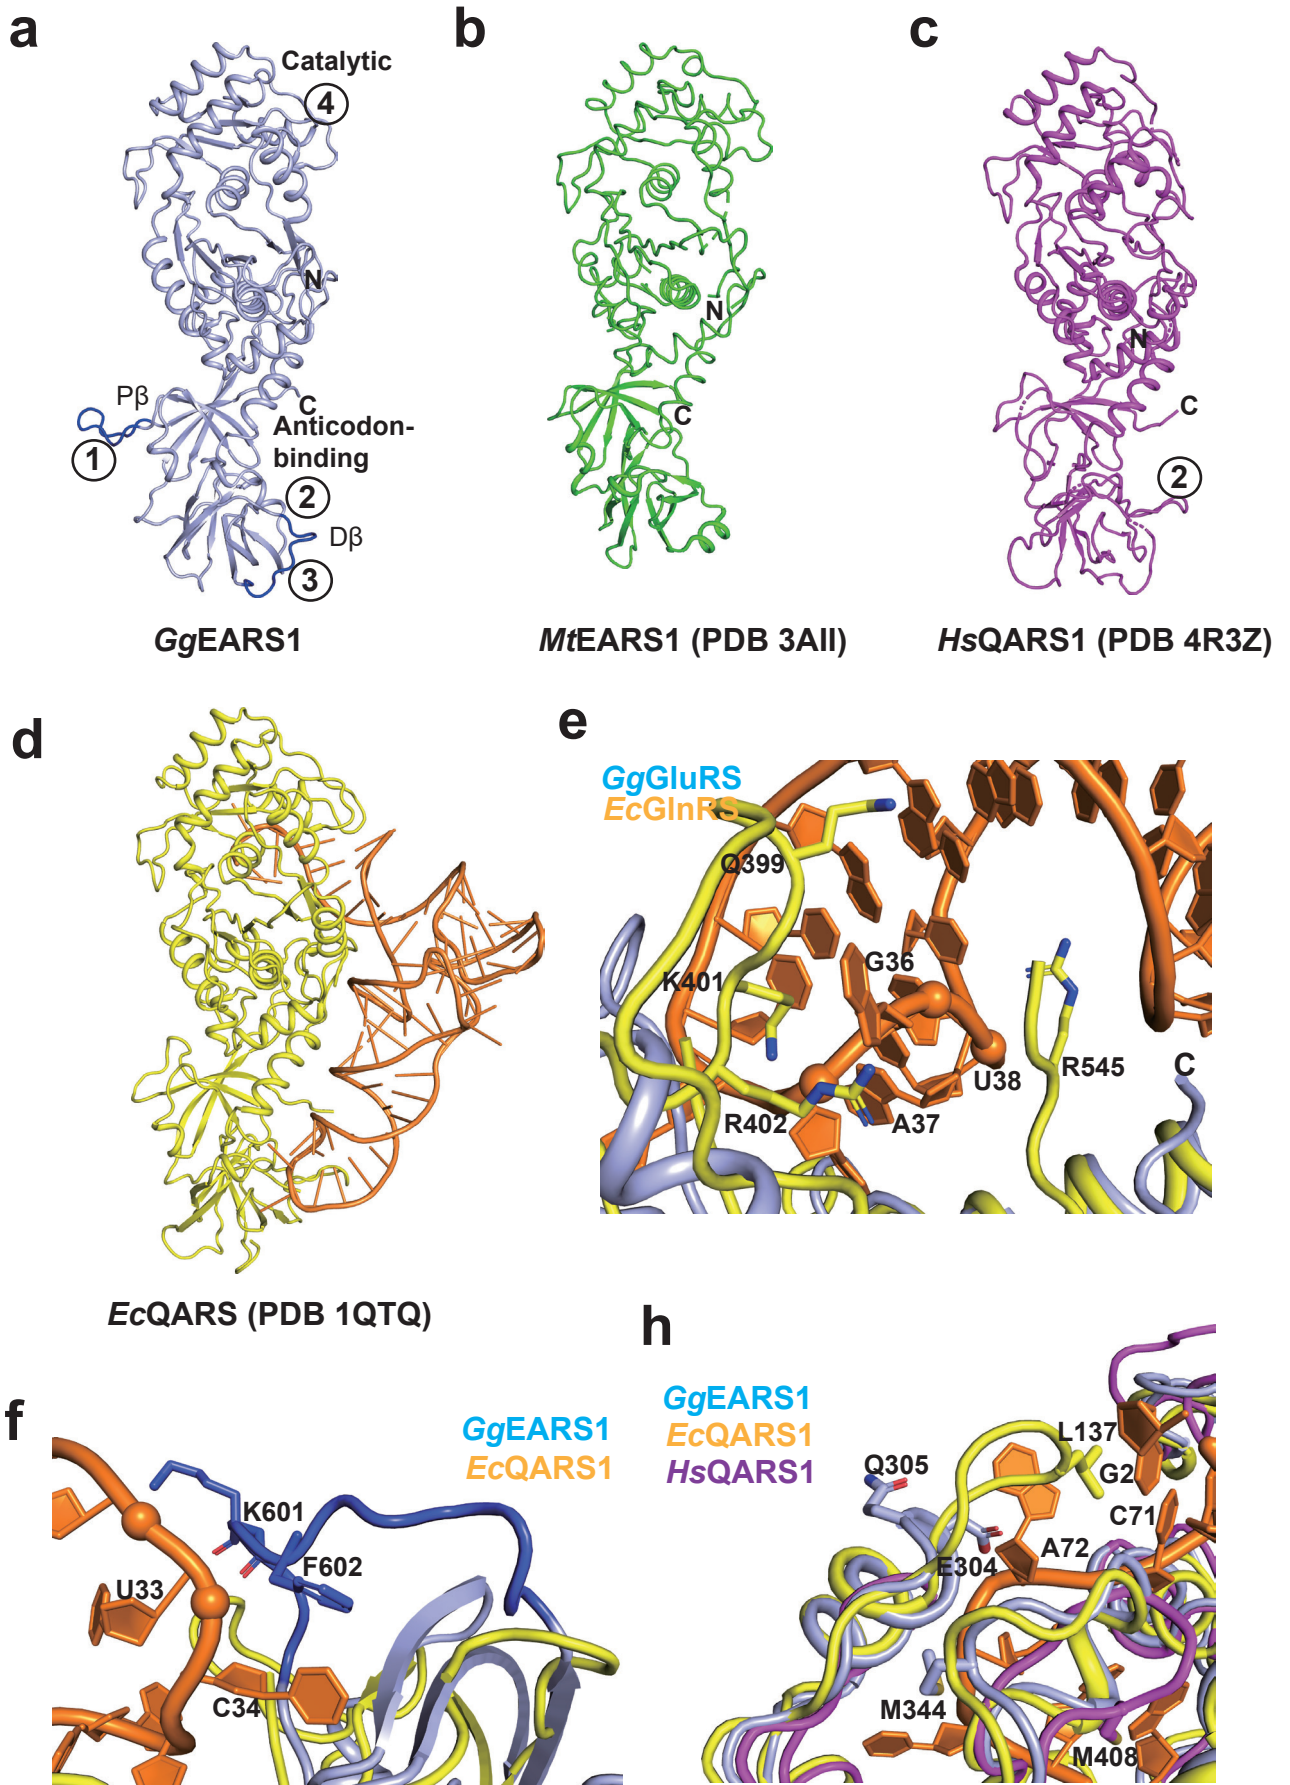 a
Catalytic
4
N
Pβ
1
C
Anticodon-
binding
2
Dβ
3
GgEARS1
b
N
C
MtEARS1 (PDB 3AII)
c
N
C
2
HsQARS1 (PDB 4R3Z)
d
EcQARS (PDB 1QTQ)
e
GgGluRS
EcGlnRS
Q399
K401
G36
R402
A37
U38
R545
C
f
GgEARS1
EcQARS1
K601
F602
U33
C34
h
GgEARS1
EcQARS1
HsQARS1
L137
Q305
G2
C71
A72
E304
M344
M408